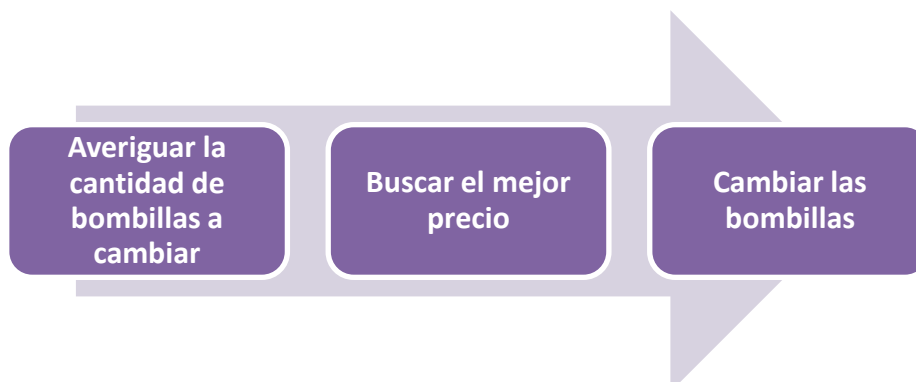 Averiguar la
cantidad de
bombillas a
cambiar
Buscar el mejor
precio
Cambiar las
bombillas